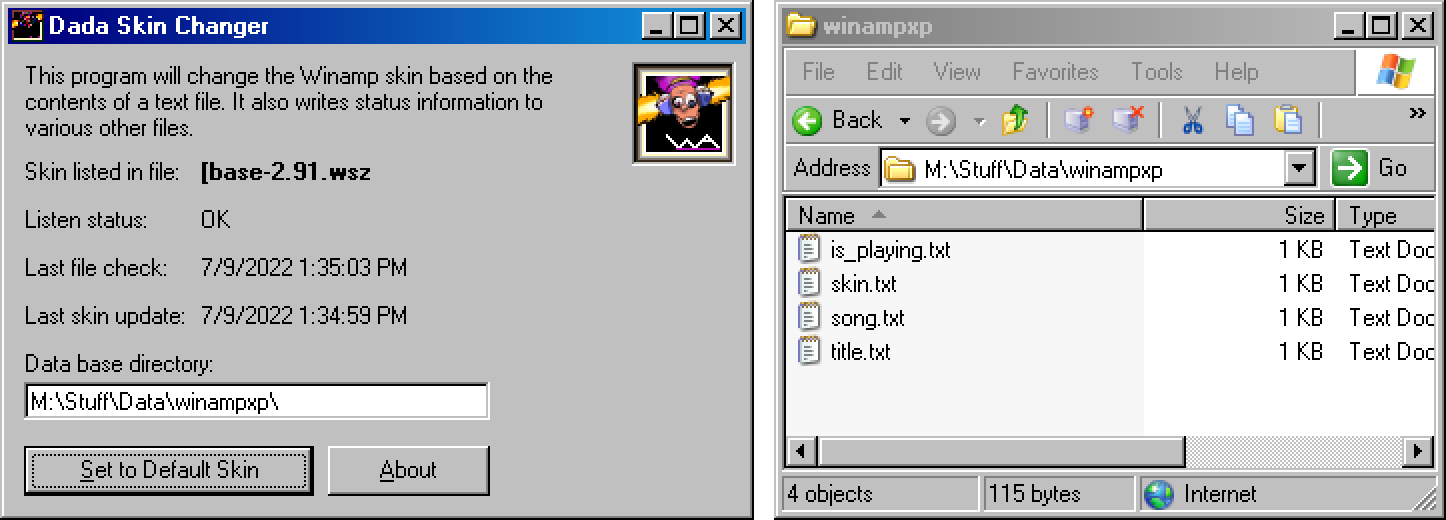 Dada Skin Changer
This program will change the Winamp skin based on the
contents of a text file. It also writes status information to
various other files.
Skin listed in file: [base-2.91.wsz
Listen status: OK
Last file check: 7/9/2022 1:35:03 PM
Last skin update: 7/9/2022 1:34:59 PM
Data base directory:
M:\Stuff\Data\winampxp\
Set to Default Skin About
winampxp
File Edit View Favorites Tools Help
Back »
Address M:\Stuff\Data\winampxp Go
Name Size Type
is_playing.txt 1 KB Text Doc
skin.txt 1 KB Text Doc
song.txt 1 KB Text Doc
title.txt 1 KB Text Doc
4 objects 115 bytes Internet